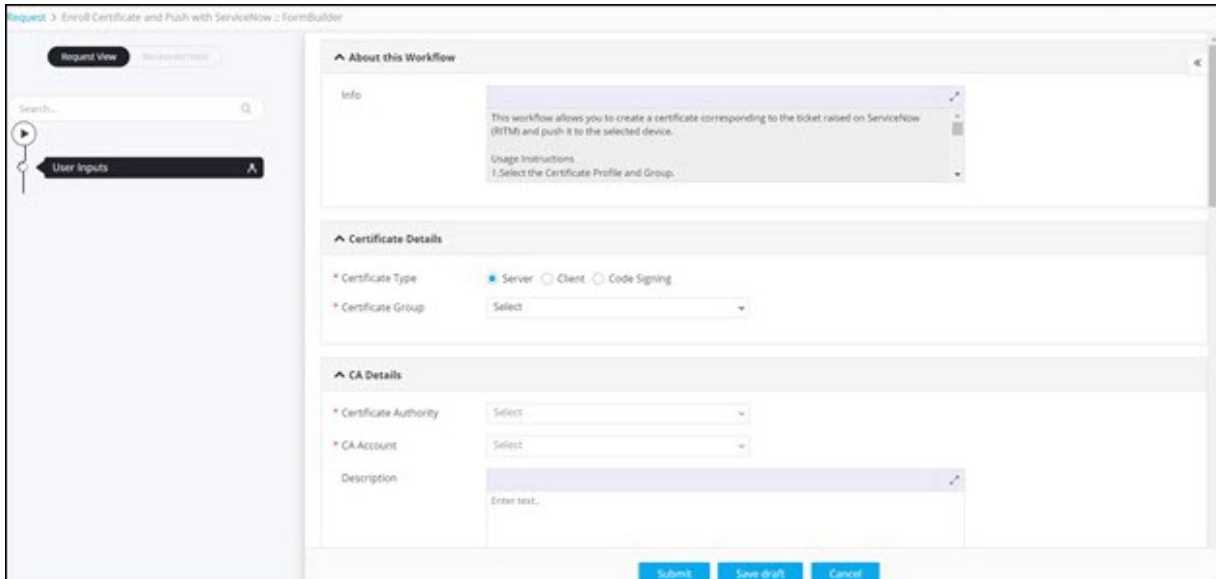 Request > Enroll Certificate and Push with ServiceNow :: FormBuilder
Request View
Search...
User Inputs
About this Workflow
Info
This workflow allows you to create a certificate corresponding to the ticket raised on ServiceNow
(RITM) and push it to the selected device.
Usage Instructions
1.Select the Certificate Profile and Group.
Certificate Details
* Certificate Type
Server Client Code Signing
* Certificate Group
Select
CA Details
* Certificate Authority
Select
* CA Account
Select
Description
Enter text..
Submit Save draft Cancel